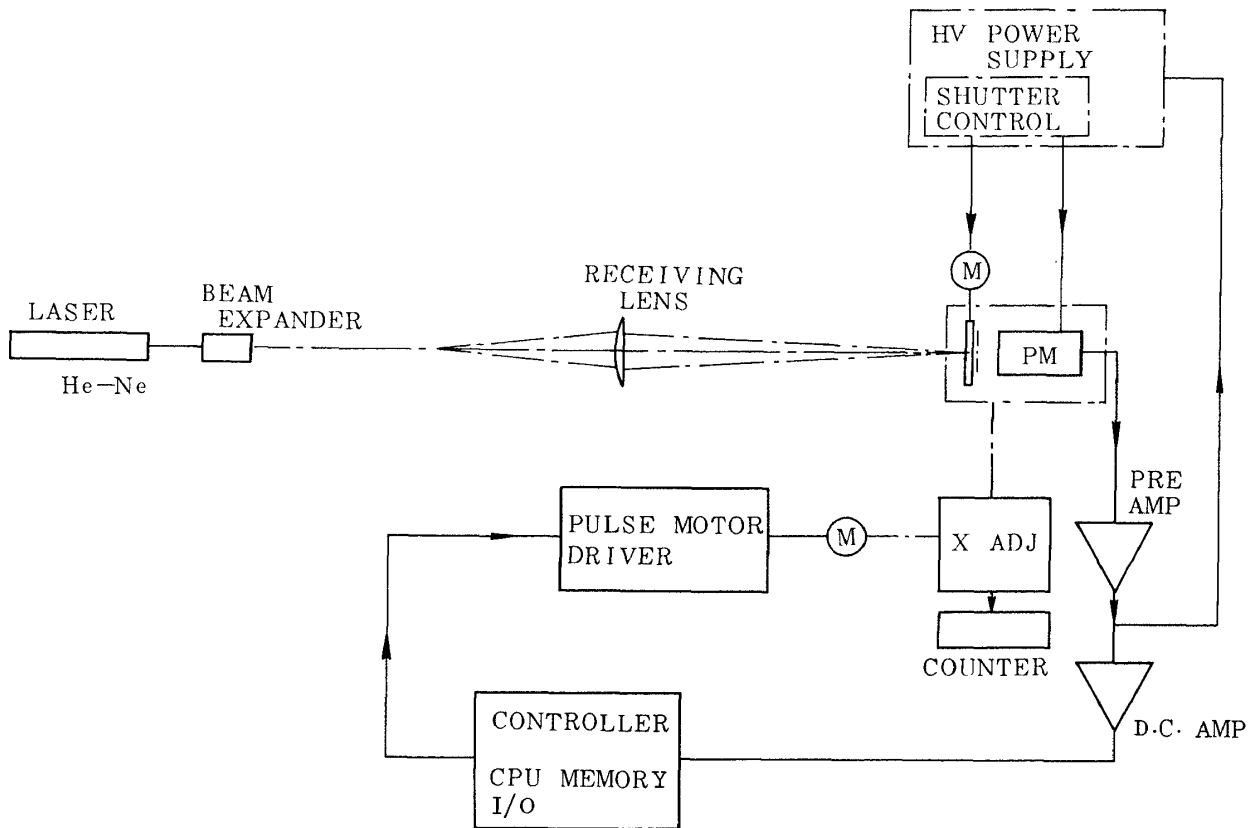 HV POWER
SUPPLY
SHUTTER
CONTROL
M
RECEIVING
LENS
BEAM
EXPANDER
LASER
He-Ne
PM
PRE
AMP
PULSE MOTOR
DRIVER
M
X ADJ
COUNTER
CONTROLLER
CPU MEMORY
I/O
D.C. AMP